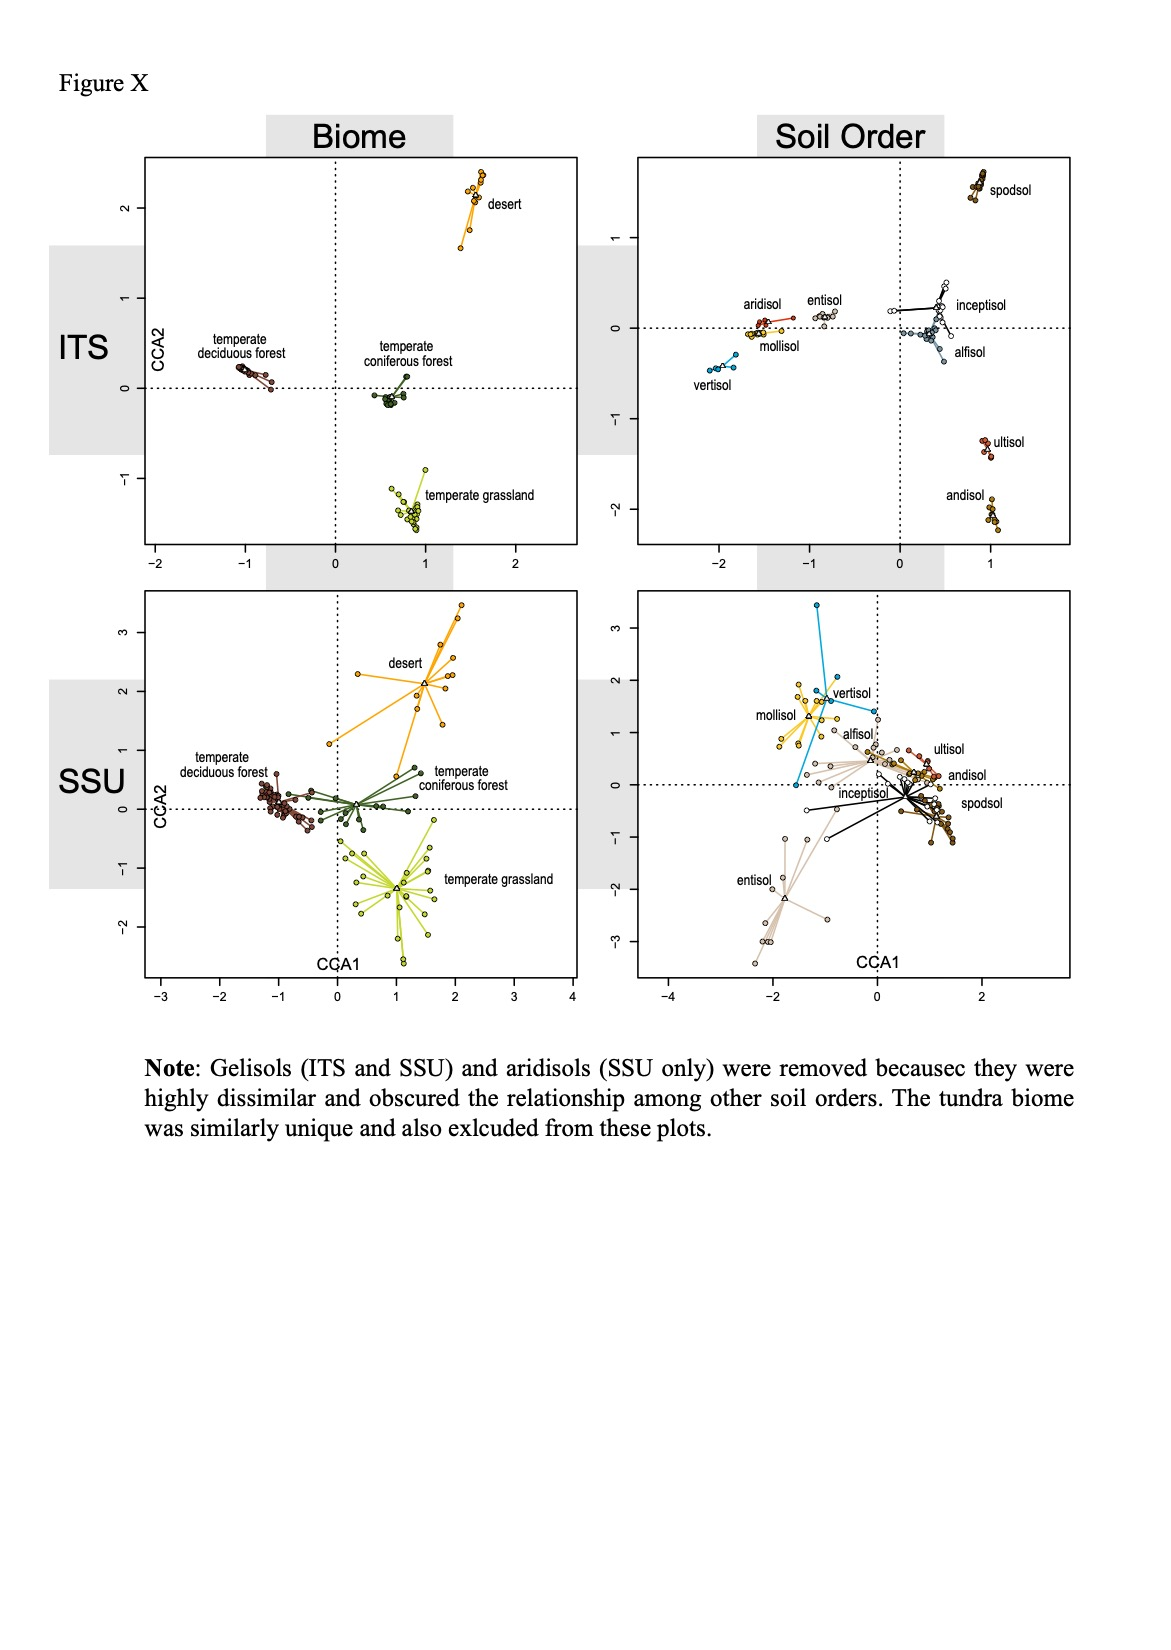 Figure X
Biome
Soil Order
ITS
CCA2
2
1
0
−1
desert
temperate
deciduous forest
temperate
coniferous forest
temperate grassland
−2
−1
0
1
2
1
0
−1
−2
spodsol
aridisol
entisol
inceptisol
mollisol
alfisol
vertisol
ultisol
andisol
−2
−1
0
1
SSU
CCA2
3
2
1
0
−1
−2
desert
temperate
deciduous forest
temperate
coniferous forest
temperate grassland
CCA1
−3
−2
−1
0
1
2
3
4
3
2
1
0
−1
−2
−3
vertisol
mollisol
alfisol
ultisol
andisol
inceptisol
spodsol
entisol
CCA1
−4
−2
0
2
Note: Gelisols (ITS and SSU) and aridisols (SSU only) were removed becausec they were
highly dissimilar and obscured the relationship among other soil orders. The tundra biome
was similarly unique and also exlcuded from these plots.